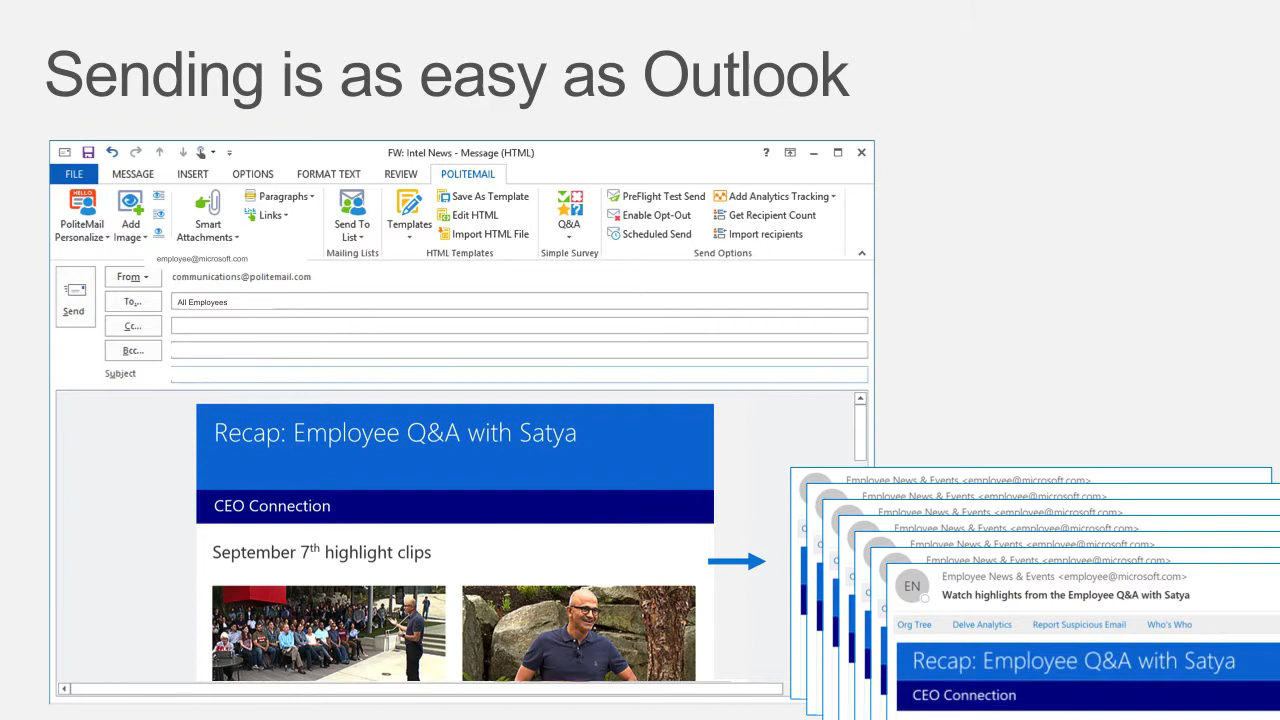 Sending is as easy as Outlook
FW: Intel News - Message (HTML)
?
FILE MESSAGE INSERT OPTIONS FORMAT TEXT REVIEW POLITEMAIL
HELLO
PoliteMail Personalize
Add Image
Smart Attachments
Paragraphs
Links
Send To List
Mailing Lists
Templates
Save As Template
Edit HTML
Import HTML File
HTML Templates
Q&A
Simple Survey
PreFlight Test Send
Enable Opt-Out
Scheduled Send
Add Analytics Tracking
Get Recipient Count
Import recipients
Send Options
employee@microsoft.com
Send
From communications@politemail.com
To... All Employees
Cc...
Bcc...
Subject
Recap: Employee Q&A with Satya
CEO Connection
September 7th highlight clips
Employee News & Events <employee@microsoft.com>
Employee News & Events <employee@microsoft.com>
Employee News & Events <employee@microsoft.com>
Employee News & Events <employee@microsoft.com>
Employee News & Events <employee@microsoft.com>
Employee News & Events <employee@microsoft.com>
EN
Employee News & Events <employee@microsoft.com>
Watch highlights from the Employee Q&A with Satya
Org Tree Delve Analytics Report Suspicious Email Who's Who
Recap: Employee Q&A with Satya
CEO Connection